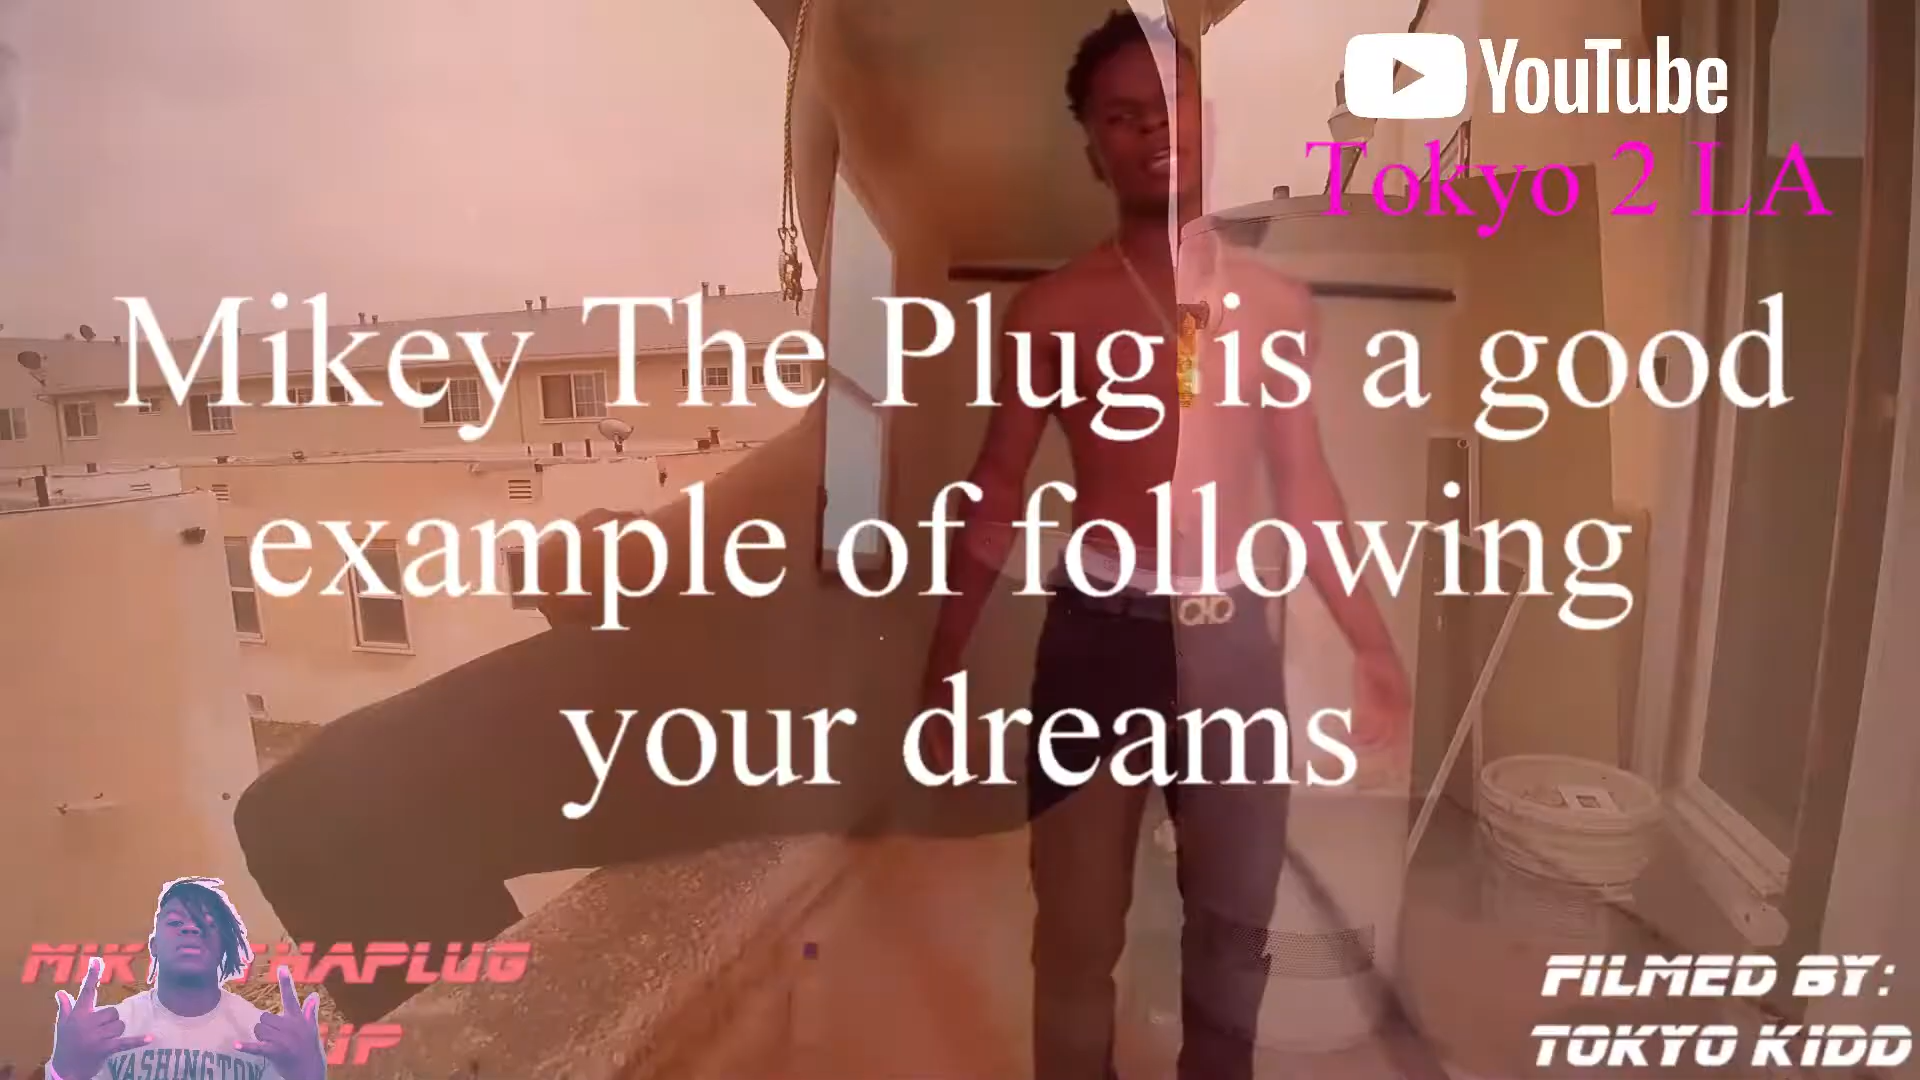 YouTube
Tokyo 2 LA
Mikey The Plug is a good
example of following
your dreams
WASHINGTON
FILMED BY:
TOKYO KIDD